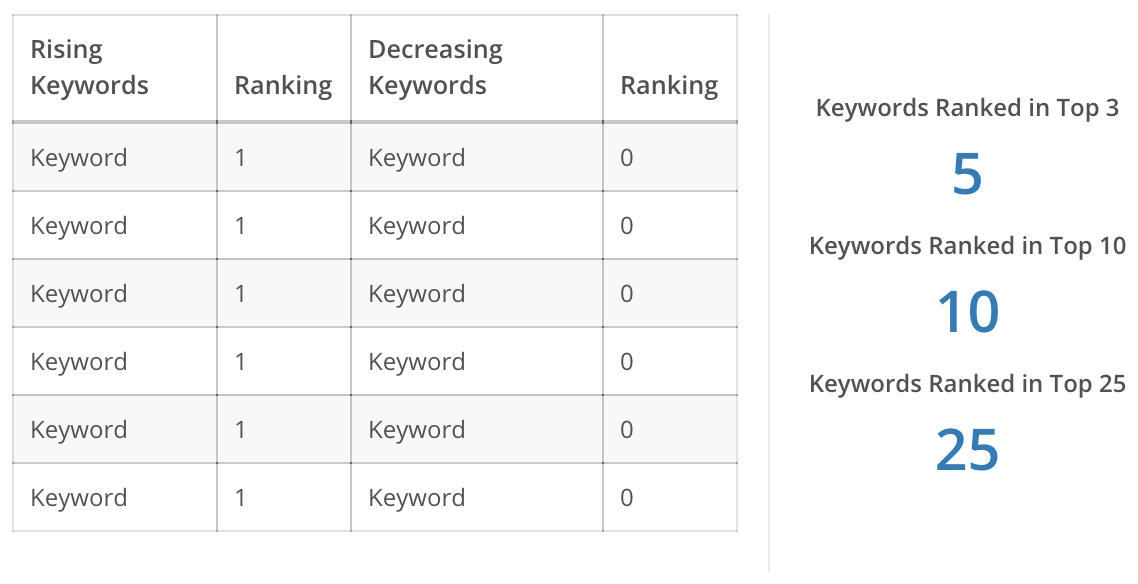 Rising Keywords Ranking Decreasing Keywords Ranking
Keyword 1 Keyword 0
Keyword 1 Keyword 0
Keyword 1 Keyword 0
Keyword 1 Keyword 0
Keyword 1 Keyword 0
Keyword 1 Keyword 0
Keywords Ranked in Top 3
5
Keywords Ranked in Top 10
10
Keywords Ranked in Top 25
25